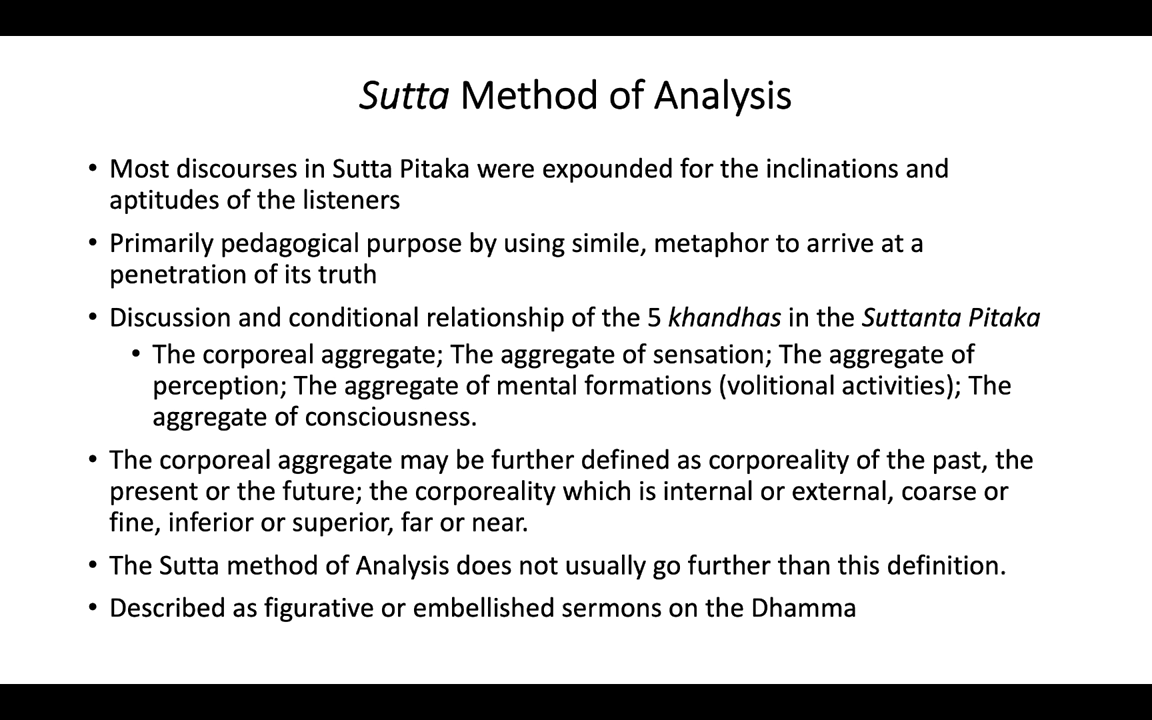 Sutta Method of Analysis
• Most discourses in Sutta Pitaka were expounded for the inclinations and
aptitudes of the listeners
• Primarily pedagogical purpose by using simile, metaphor to arrive at a
penetration of its truth
• Discussion and conditional relationship of the 5 khandhas in the Suttanta Pitaka
• The corporeal aggregate; The aggregate of sensation; The aggregate of
perception; The aggregate of mental formations (volitional activities); The
aggregate of consciousness.
• The corporeal aggregate may be further defined as corporeality of the past, the
present or the future; the corporeality which is internal or external, coarse or
fine, inferior or superior, far or near.
• The Sutta method of Analysis does not usually go further than this definition.
• Described as figurative or embellished sermons on the Dhamma